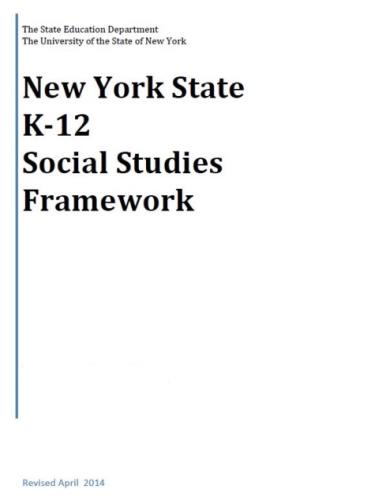 The State Education Department
The University of the State of New York
New York State
K-12
Social Studies
Framework
Revised April 2014